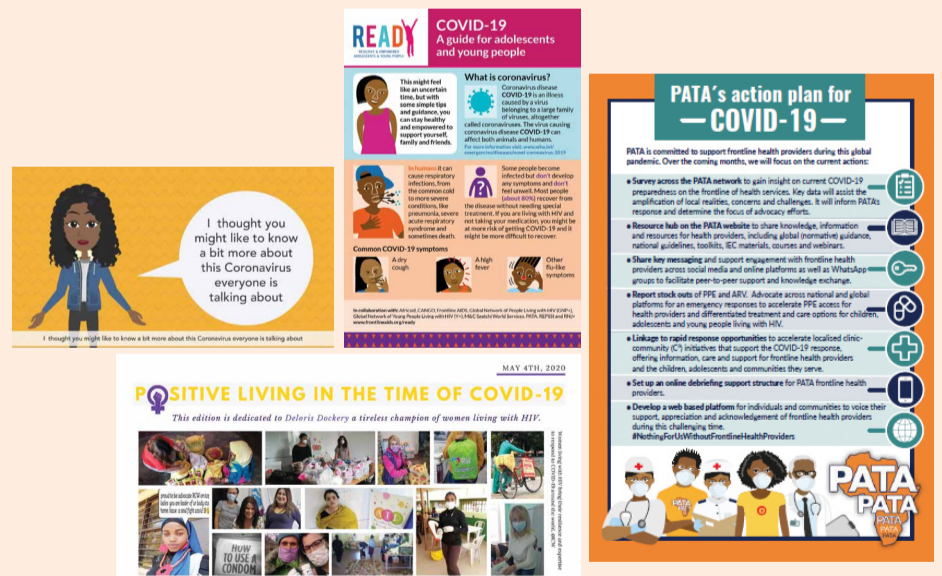 READY
RESILIENT & EMPOWERED
ADOLESCENTS & YOUNG PEOPLE
COVID-19
A guide for adolescents
and young people
This might feel
like an uncertain
time, but with
some simple tips
and guidance, you
can stay healthy
and empowered to
support yourself,
family and friends.
What is coronavirus?
Coronavirus disease
COVID-19 is an illness
caused by a virus
belonging to a large family
of viruses, altogether
called coronaviruses. The virus causing
coronavirus disease COVID-19 can
affect both animals and humans.
In humans it can
cause respiratory
infections, from
the common cold
to more severe
conditions, like
pneumonia, severe
acute respiratory
syndrome and
sometimes death.
Some people may
become infected but don't develop
any symptoms and don't
feel unwell. Most people
(about 80%) recover from
the disease without needing special
treatment. If you are living with HIV and
not taking your medication, you might be
at more risk of getting COVID-19 and it
might be more difficult to recover.
Common COVID-19 symptoms
A dry
cough
A high
fever
Other
flu-like
symptoms
www.frontlineaids.org/ready
I thought you
might like to know
a bit more about
this Coronavirus
everyone is
talking about
I thought you might like to know a bit more about this Coronavirus everyone is talking about
PATA's action plan for
COVID-19
PATA is committed to support frontline health providers during this global
pandemic. Over the coming months, we will focus on the current actions:
• Survey across the PATA network to gain insight on current COVID-19
preparedness on the frontline of health services. Key data will assist the
amplification of local realities, concerns and challenges. It will inform PATA's
response and determine the focus of advocacy efforts.
• Resource hub on the PATA website to share knowledge, information
and resources for health providers, including global (normative) guidance,
national guidelines, toolkits, IEC materials, courses and webinars.
• Share key messaging and support engagement with frontline health
providers across social media and online platforms as well as WhatsApp
groups to facilitate peer-to-peer support and knowledge exchange.
• Report stock outs of PPE and ARV. Advocate across national and global
platforms for an emergency responses to accelerate PPE access for
health providers and differentiated treatment and care options for children,
adolescents and young people living with HIV.
• Linkage to rapid response opportunities to accelerate localised clinic-
community (C³) initiatives that support the COVID-19 response,
offering information, care and support for frontline health providers
and the children, adolescents and communities they serve.
• Set up an online debriefing support structure for PATA frontline health
providers.
• Develop a web based platform for individuals and communities to voice their
support, appreciation and acknowledgement of frontline health providers
during this challenging time.
#NothingForUsWithoutFrontlineHealthProviders
PATA
PATA
PATA
PATA
PATA
MAY 4TH, 2020
POSITIVE LIVING IN THE TIME OF COVID-19
This edition is dedicated to Deloris Dockery a tireless champion of women living with HIV.
HOW
TO USE A
CONDOM